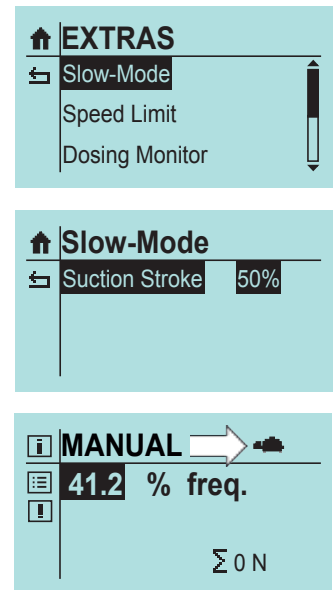 EXTRAS
Slow-Mode
Speed Limit
Dosing Monitor
Slow-Mode
Suction Stroke 50%
MANUAL
41.2 % freq.
Σ 0 N